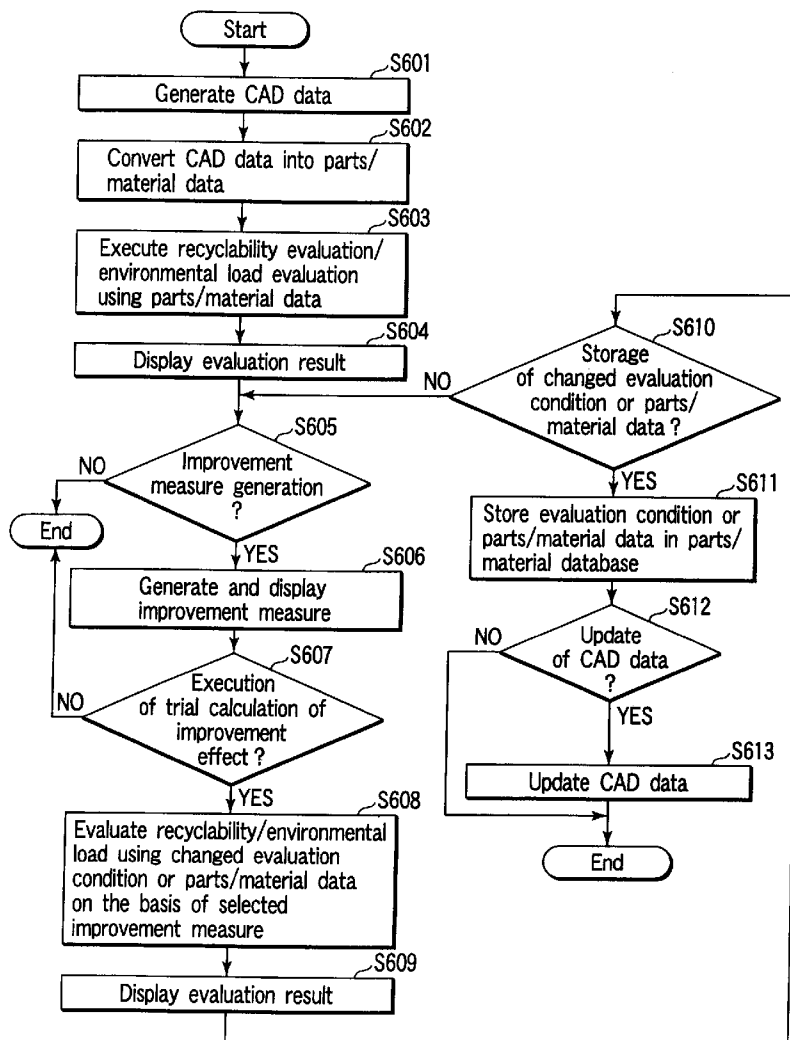 Start
S601
Generate CAD data
S602
Convert CAD data into parts/
material data
S603
Execute recyclability evaluation/
environmental load evaluation
using parts/material data
S604
Display evaluation result
S605
Improvement
measure generation
?
NO
End
YES
S606
Generate and display
improvement measure
S607
Execution
of trial calculation of
improvement
effect ?
NO
YES
S608
Evaluate recyclability/environmental
load using changed evaluation
condition or parts/material data
on the basis of selected
improvement measure
S609
Display evaluation result
S610
Storage
of changed evaluation
condition or parts/
material data ?
NO
YES
S611
Store evaluation condition or
parts/material data in parts/
material database
S612
Update
of CAD data
?
NO
YES
S613
Update CAD data
End